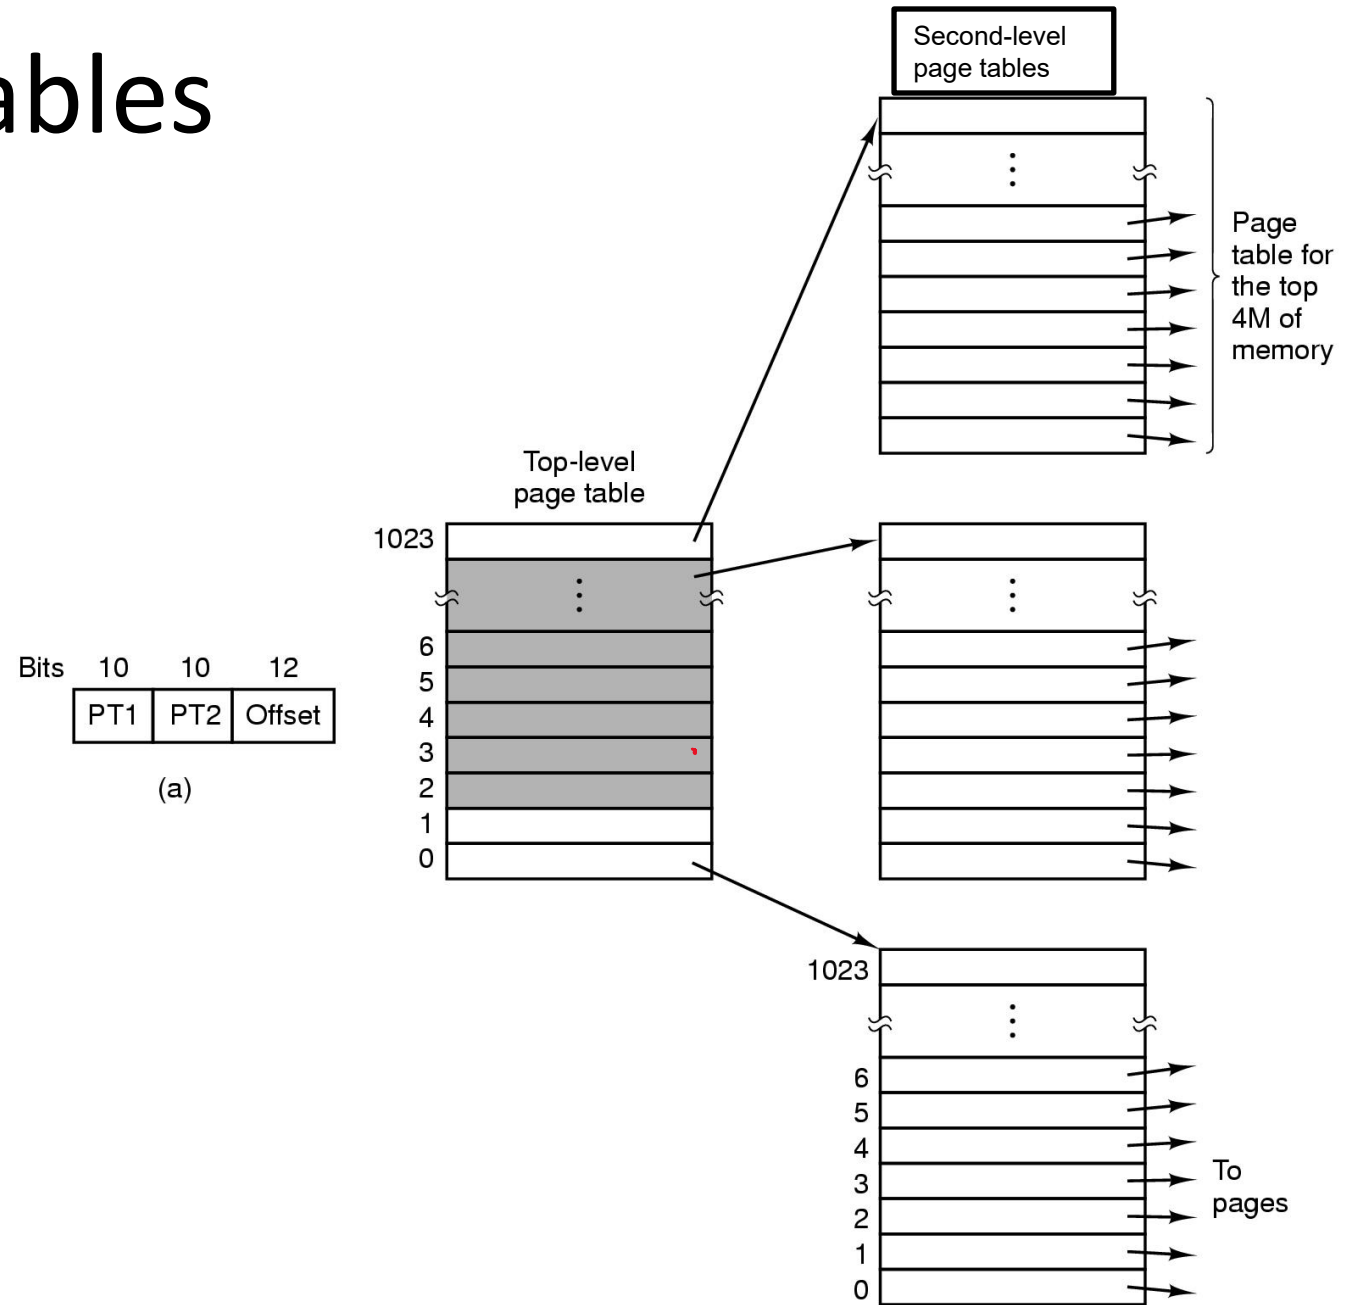 ables
Second-level
page tables
Page
table for
the top
4M of
memory
Top-level
page table
1023
6
5
4
3
2
1
0
Bits 10 10 12
PT1 PT2 Offset
(a)
1023
6
5
4
3
2
1
0
To
pages